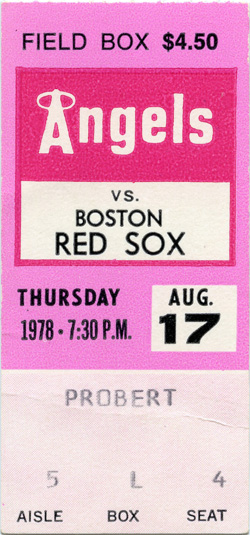 FIELD BOX $4.50
Angels
VS.
BOSTON
RED SOX
THURSDAY AUG.
1978 • 7:30 P.M. 17
PROBERT
5 L 4
AISLE BOX SEAT